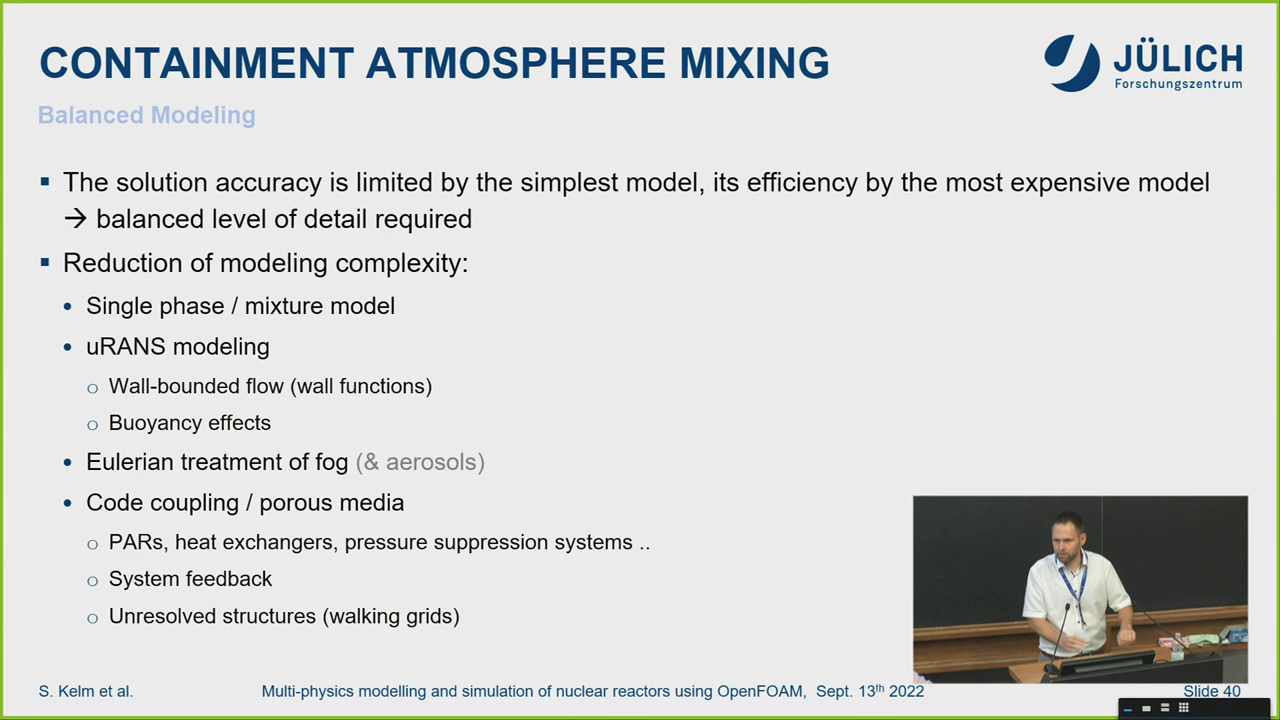 CONTAINMENT ATMOSPHERE MIXING
JÜLICH
Forschungszentrum
Balanced Modeling
▪ The solution accuracy is limited by the simplest model, its efficiency by the most expensive model
→ balanced level of detail required
▪ Reduction of modeling complexity:
• Single phase / mixture model
• uRANS modeling
o Wall-bounded flow (wall functions)
o Buoyancy effects
• Eulerian treatment of fog (& aerosols)
• Code coupling / porous media
o PARs, heat exchangers, pressure suppression systems ..
o System feedback
o Unresolved structures (walking grids)
S. Kelm et al. Multi-physics modelling and simulation of nuclear reactors using OpenFOAM, Sept. 13th 2022 Slide 40